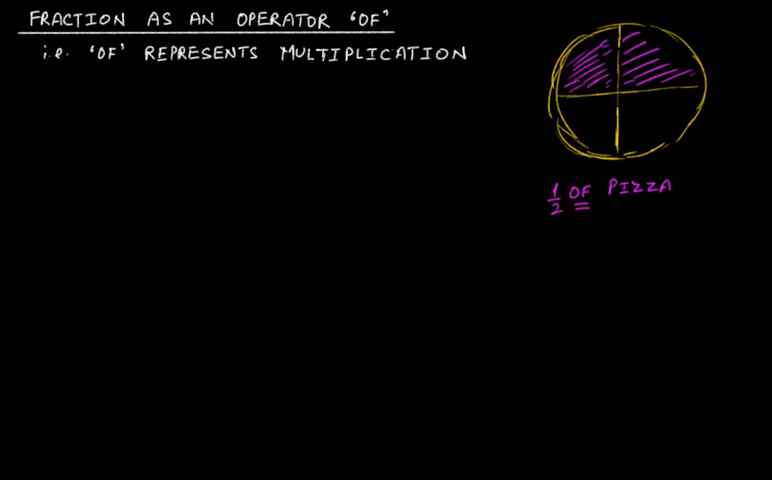 FRACTION AS AN OPERATOR 'OF'
i.e. 'OF' REPRESENTS MULTIPLICATION
1/2 OF PIZZA